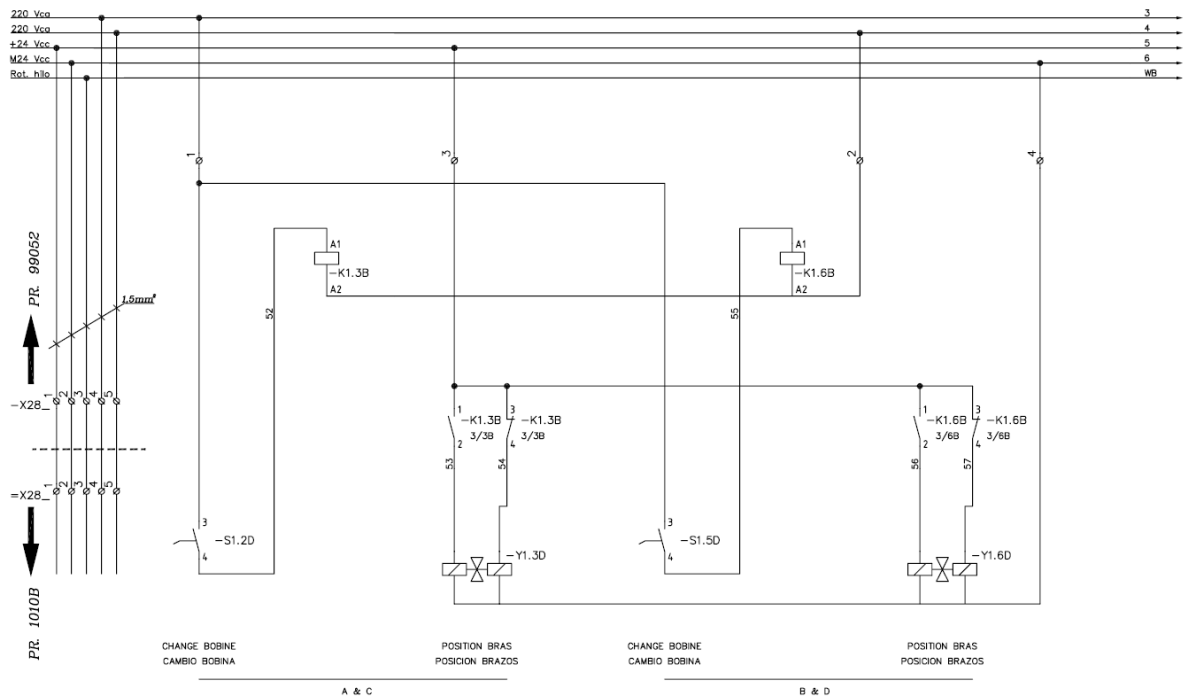 220 Vca
3
220 Vca
4
+24 Vcc
5
M24 Vcc
6
Rot. hilo
WB
1
3
2
4
A1
-K1.3B
A2
A1
-K1.6B
A2
PR. 99052
1.5mm²
52
55
-X28_
1
2
3
4
5
1
-K1.3B
3/3B
2
3
-K1.3B
3/3B
4
1
-K1.6B
3/6B
2
3
-K1.6B
3/6B
4
53
54
56
57
=X28_
1
2
3
4
5
3
-S1.2D
4
3
-S1.5D
4
-Y1.3D
-Y1.6D
PR. 1010B
CHANGE BOBINE
CAMBIO BOBINA
POSITION BRAS
POSICION BRAZOS
CHANGE BOBINE
CAMBIO BOBINA
POSITION BRAS
POSICION BRAZOS
A & C
B & D